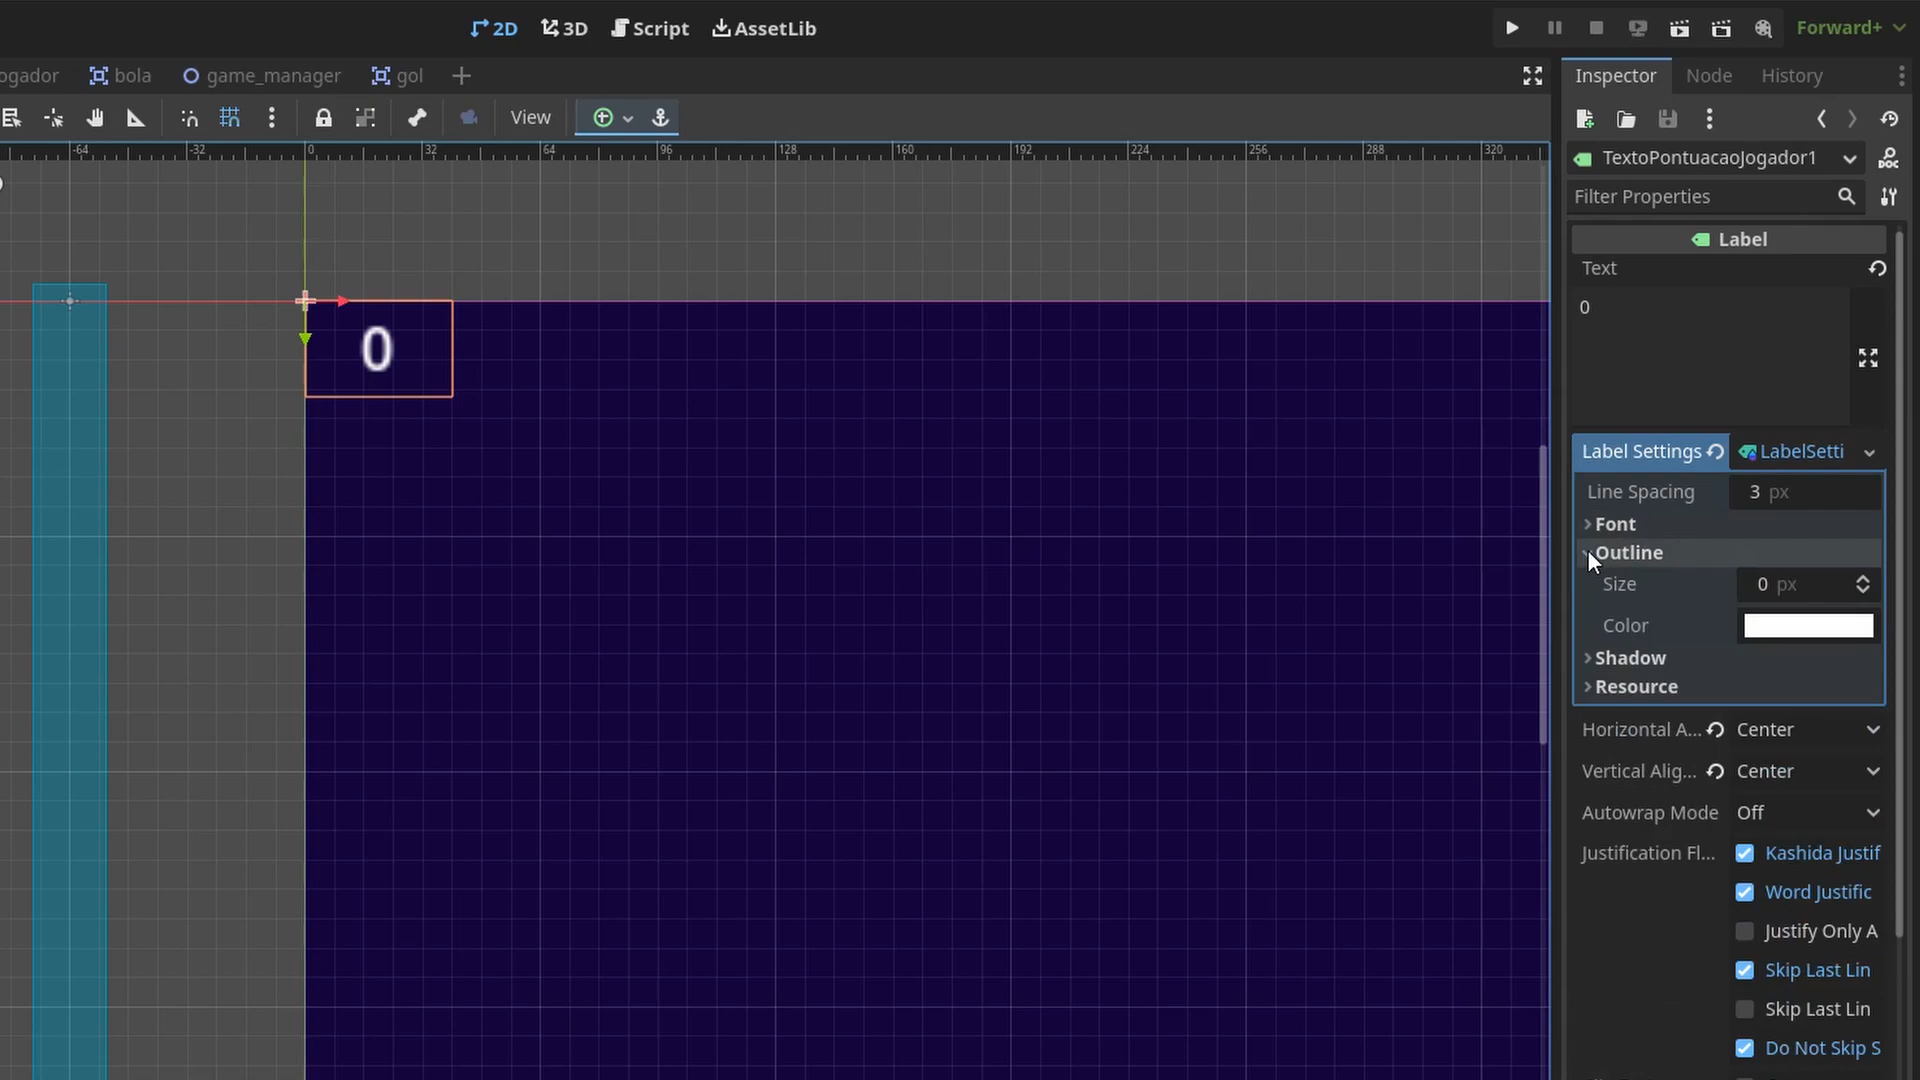 2D 3D Script AssetLib Forward+
ogador bola game_manager gol Inspector Node History
View
-64 -32 0 32 64 96 128 160 192 224 256 288 320
TextoPontuacaoJogador1
Filter Properties
Label
Text
0
0
Label Settings LabelSetti
Line Spacing 3 px
Font
Outline
Size 0 px
Color
Shadow
Resource
Horizontal A... Center
Vertical Alig... Center
Autowrap Mode Off
Justification Fl... Kashida Justif
Word Justific
Justify Only A
Skip Last Lin
Skip Last Lin
Do Not Skip S